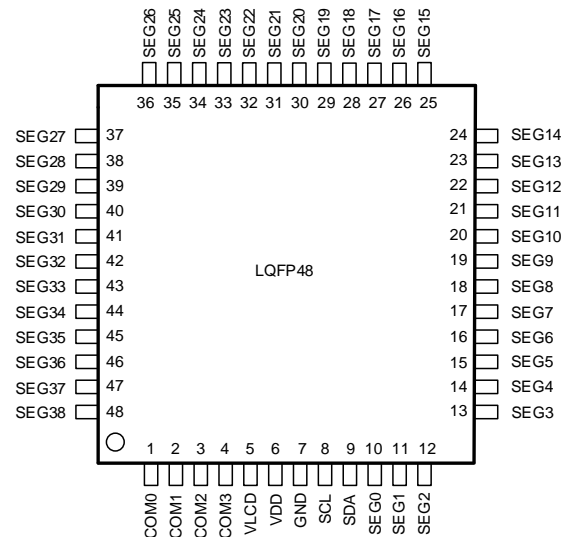 SEG26 SEG25 SEG24 SEG23 SEG22 SEG21 SEG20 SEG19 SEG18 SEG17 SEG16 SEG15
36 35 34 33 32 31 30 29 28 27 26 25
SEG27 37 24 SEG14
SEG28 38 23 SEG13
SEG29 39 22 SEG12
SEG30 40 21 SEG11
SEG31 41 20 SEG10
SEG32 42 19 SEG9
LQFP48
SEG33 43 18 SEG8
SEG34 44 17 SEG7
SEG35 45 16 SEG6
SEG36 46 15 SEG5
SEG37 47 14 SEG4
SEG38 48 13 SEG3
1 2 3 4 5 6 7 8 9 10 11 12
COM0 COM1 COM2 COM3 VLCD VDD GND SCL SDA SEG0 SEG1 SEG2